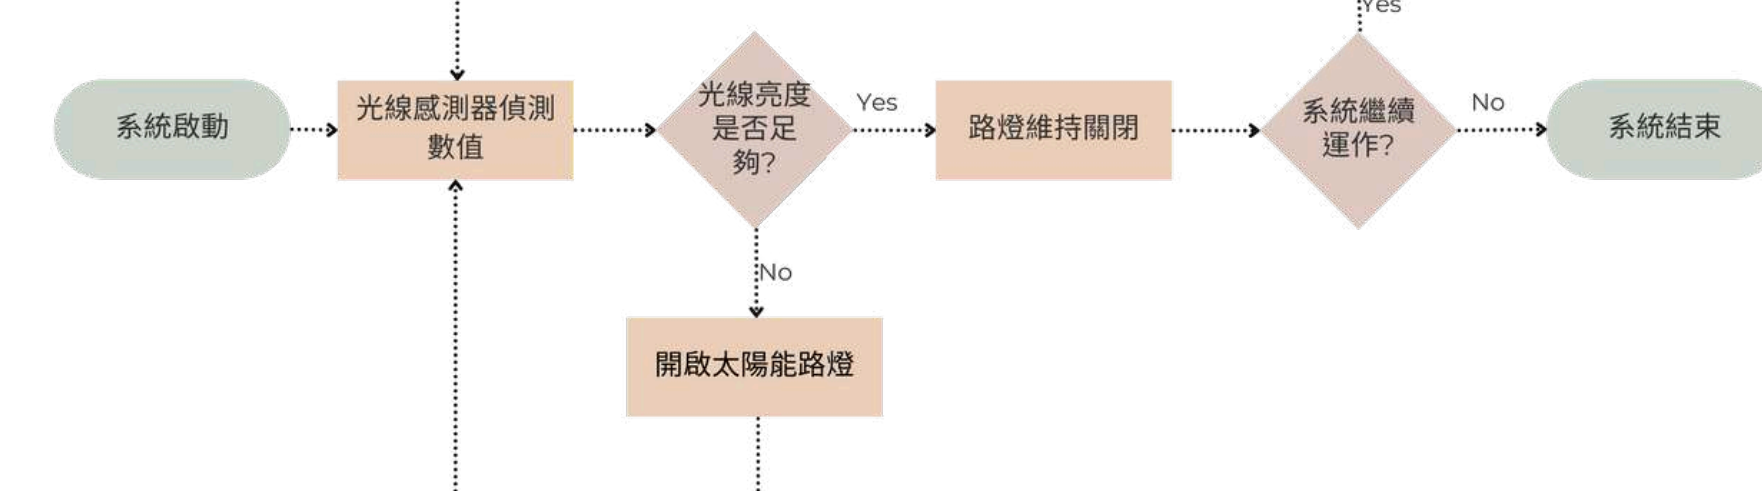 Yes
系統啟動
光線感測器偵測
數值
光線亮度
是否足
夠?
Yes
路燈維持關閉
系統繼續
運作?
No
系統結束
No
開啟太陽能路燈